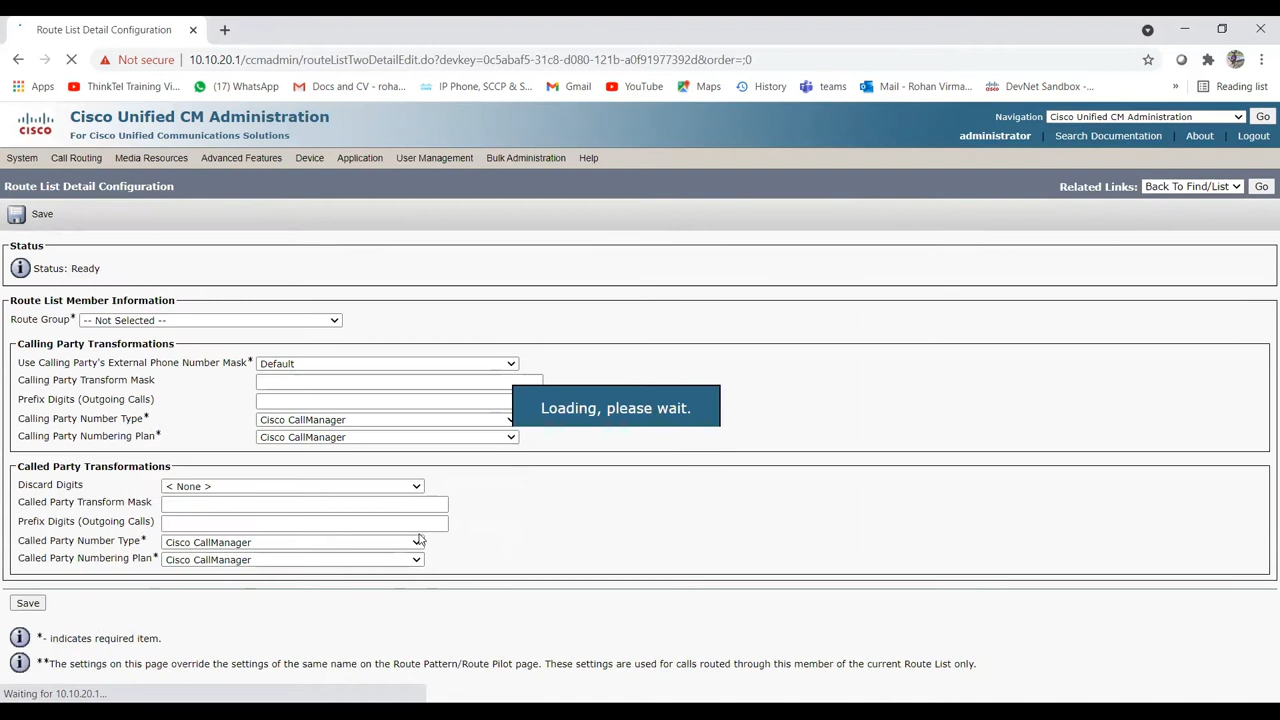 Route List Detail Configuration
Not secure 10.10.20.1/ccmadmin/routeListTwoDetailEdit.do?devkey=0c5abaf5-31c8-d080-121b-a0f91977392d&order=;0
Apps ThinkTel Training Vi... (17) WhatsApp Docs and CV - roha... IP Phone, SCCP & S... Gmail YouTube Maps History teams Mail - Rohan Virma... DevNet Sandbox -... » Reading list
Cisco Unified CM Administration Navigation Cisco Unified CM Administration Go
CISCO For Cisco Unified Communications Solutions administrator Search Documentation About Logout
System Call Routing Media Resources Advanced Features Device Application User Management Bulk Administration Help
Route List Detail Configuration Related Links: Back To Find/List Go
Save
Status
Status: Ready
Route List Member Information
Route Group* -- Not Selected --
Calling Party Transformations
Use Calling Party's External Phone Number Mask* Default
Calling Party Transform Mask
Prefix Digits (Outgoing Calls)
Loading, please wait.
Calling Party Number Type* Cisco CallManager
Calling Party Numbering Plan* Cisco CallManager
Called Party Transformations
Discard Digits < None >
Called Party Transform Mask
Prefix Digits (Outgoing Calls)
Called Party Number Type* Cisco CallManager
Called Party Numbering Plan* Cisco CallManager
Save
*- indicates required item.
**The settings on this page override the settings of the same name on the Route Pattern/Route Pilot page. These settings are used for calls routed through this member of the current Route List only.
Waiting for 10.10.20.1...